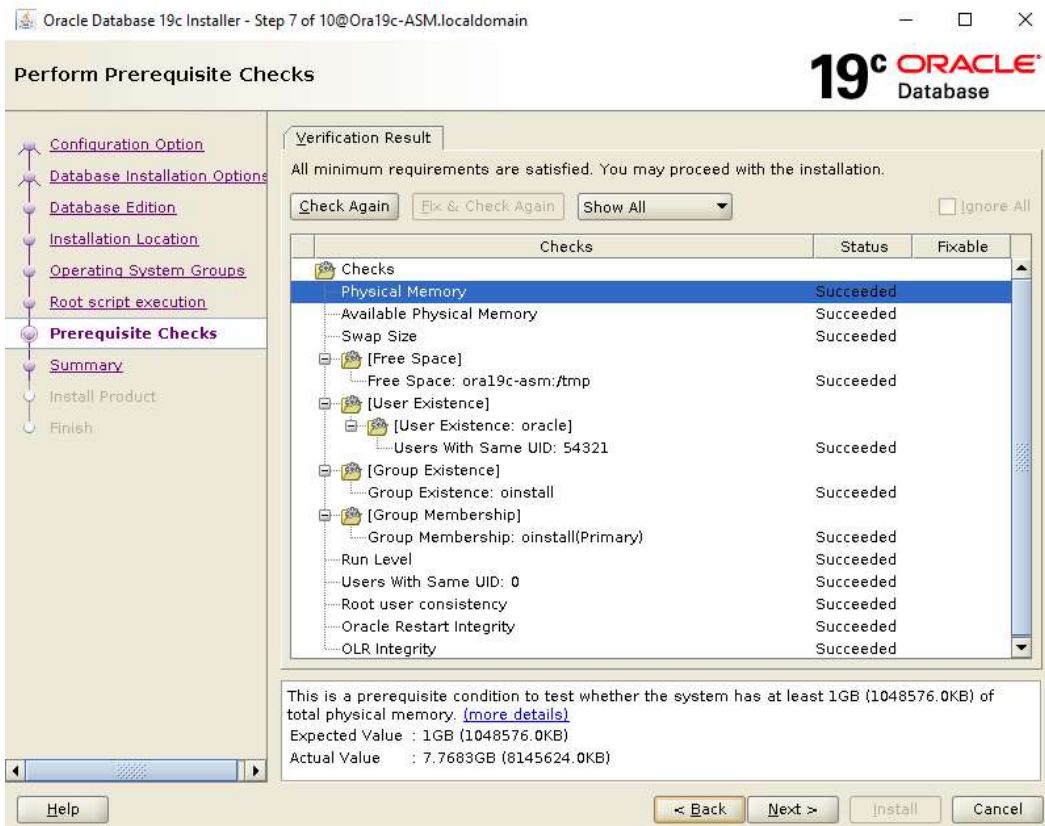 Oracle Database 19c Installer - Step 7 of 10@Ora19c-ASM.localdomain
Perform Prerequisite Checks
19c ORACLE
Database
Configuration Option
Database Installation Options
Database Edition
Installation Location
Operating System Groups
Root script execution
Prerequisite Checks
Summary
Install Product
Finish
Verification Result
All minimum requirements are satisfied. You may proceed with the installation.
Check Again Fix & Check Again Show All Ignore All
Checks Status Fixable
Checks
Physical Memory Succeeded
Available Physical Memory Succeeded
Swap Size Succeeded
[Free Space]
Free Space: ora19c-asm:/tmp Succeeded
[User Existence]
[User Existence: oracle]
Users With Same UID: 54321 Succeeded
[Group Existence]
Group Existence: oinstall Succeeded
[Group Membership]
Group Membership: oinstall(Primary) Succeeded
Run Level Succeeded
Users With Same UID: 0 Succeeded
Root user consistency Succeeded
Oracle Restart Integrity Succeeded
OLR Integrity Succeeded
This is a prerequisite condition to test whether the system has at least 1GB (1048576.0KB) of
total physical memory. (more details)
Expected Value : 1GB (1048576.0KB)
Actual Value : 7.7683GB (8145624.0KB)
Help < Back Next > Install Cancel